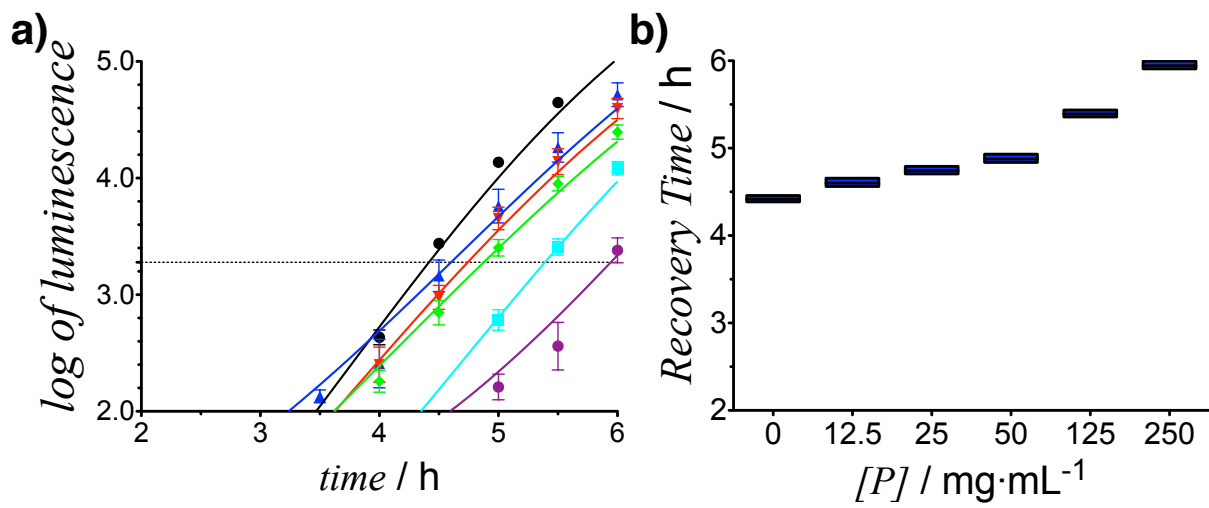 a)
log of luminescence
5.0
4.0
3.0
2.0
2 3 4 5 6
time / h
b)
Recovery Time / h
6
5
4
2
0 12.5 25 50 125 250
[P] / mg·mL⁻¹